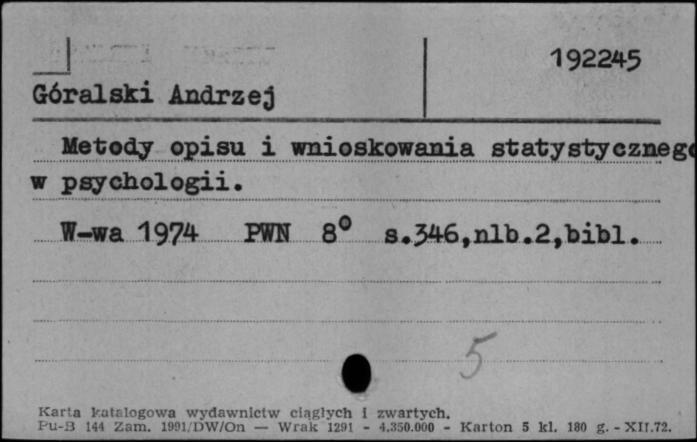 192245
Góralski Andrzej
Metody opisu i wnioskowania statystycznego
w psychologii.
W-wa 1974 PWN 8° s.346,nlb.2,bibl.
5
Karta katalogowa wydawnictw ciągłych i zwartych.
Pu-B 144 Zam. 1991/DW/On — Wrak 1291 - 4.350.000 - Karton 5 kl. 180 g. - XII.72.